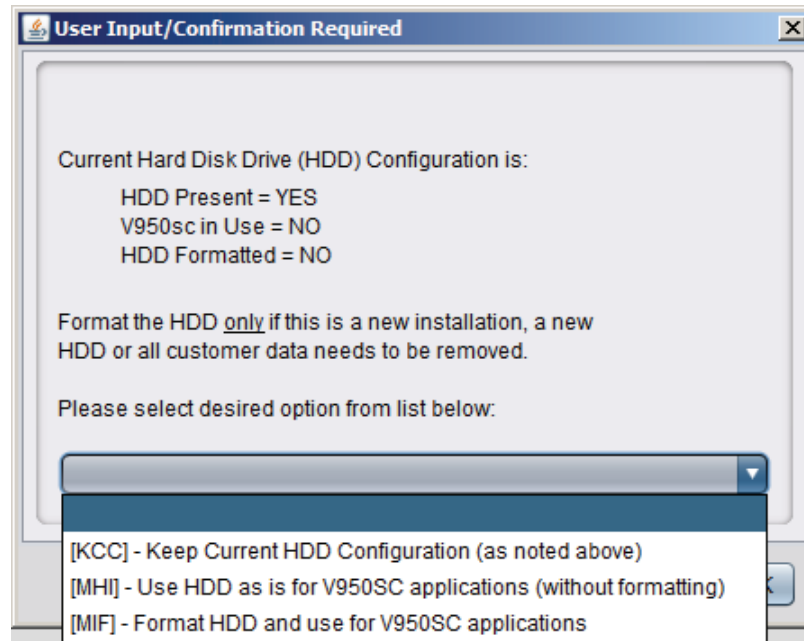 User Input/Confirmation Required
Current Hard Disk Drive (HDD) Configuration is:
HDD Present = YES
V950sc in Use = NO
HDD Formatted = NO
Format the HDD only if this is a new installation, a new
HDD or all customer data needs to be removed.
Please select desired option from list below:
[KCC] - Keep Current HDD Configuration (as noted above)
[MHI] - Use HDD as is for V950SC applications (without formatting)
[MIF] - Format HDD and use for V950SC applications